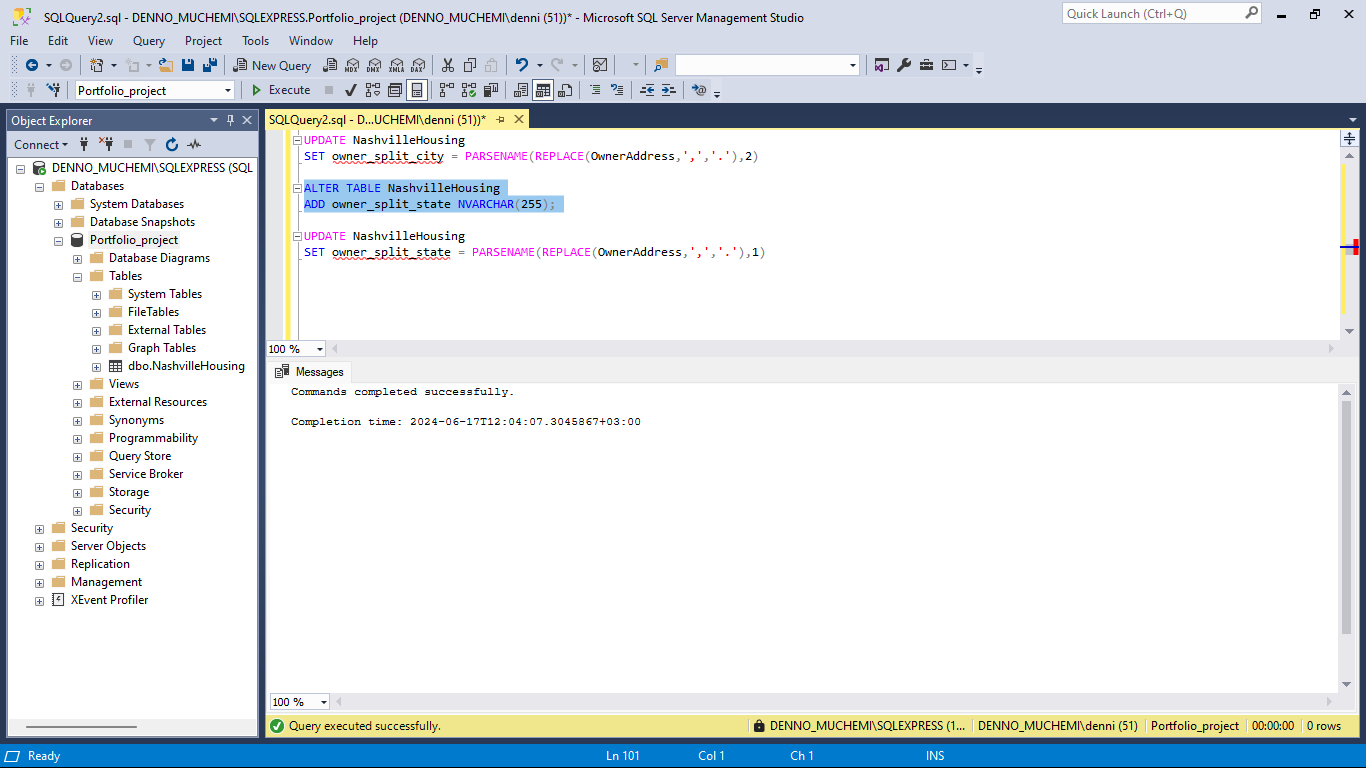 SQLQuery2.sql - DENNO_MUCHEMI\SQLEXPRESS.Portfolio_project (DENNO_MUCHEMI\denni (51))* - Microsoft SQL Server Management Studio
Quick Launch (Ctrl+Q)
File Edit View Query Project Tools Window Help
New Query MDX DMX XMLA DAX
Portfolio_project Execute
Object Explorer
Connect
DENNO_MUCHEMI\SQLEXPRESS (SQL
Databases
System Databases
Database Snapshots
Portfolio_project
Database Diagrams
Tables
System Tables
FileTables
External Tables
Graph Tables
dbo.NashvilleHousing
Views
External Resources
Synonyms
Programmability
Query Store
Service Broker
Storage
Security
Security
Server Objects
Replication
Management
XEvent Profiler
SQLQuery2.sql - D...UCHEMI\denni (51))*
UPDATE NashvilleHousing
SET owner_split_city = PARSENAME(REPLACE(OwnerAddress,',','.'),2)
ALTER TABLE NashvilleHousing
ADD owner_split_state NVARCHAR(255);
UPDATE NashvilleHousing
SET owner_split_state = PARSENAME(REPLACE(OwnerAddress,',','.'),1)
100 %
Messages
Commands completed successfully.
Completion time: 2024-06-17T12:04:07.3045867+03:00
100 %
Query executed successfully. DENNO_MUCHEMI\SQLEXPRESS (1... DENNO_MUCHEMI\denni (51) Portfolio_project 00:00:00 0 rows
Ready Ln 101 Col 1 Ch 1 INS